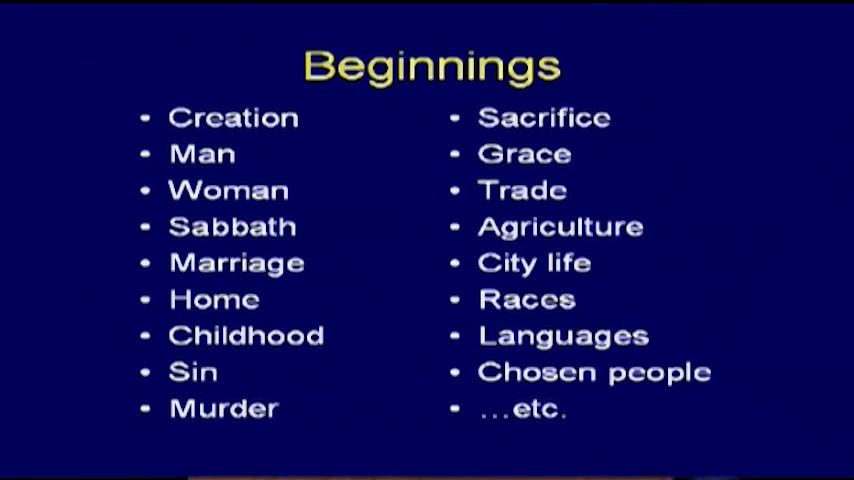 Beginnings
• Creation
• Man
• Woman
• Sabbath
• Marriage
• Home
• Childhood
• Sin
• Murder
• Sacrifice
• Grace
• Trade
• Agriculture
• City life
• Races
• Languages
• Chosen people
• ...etc.